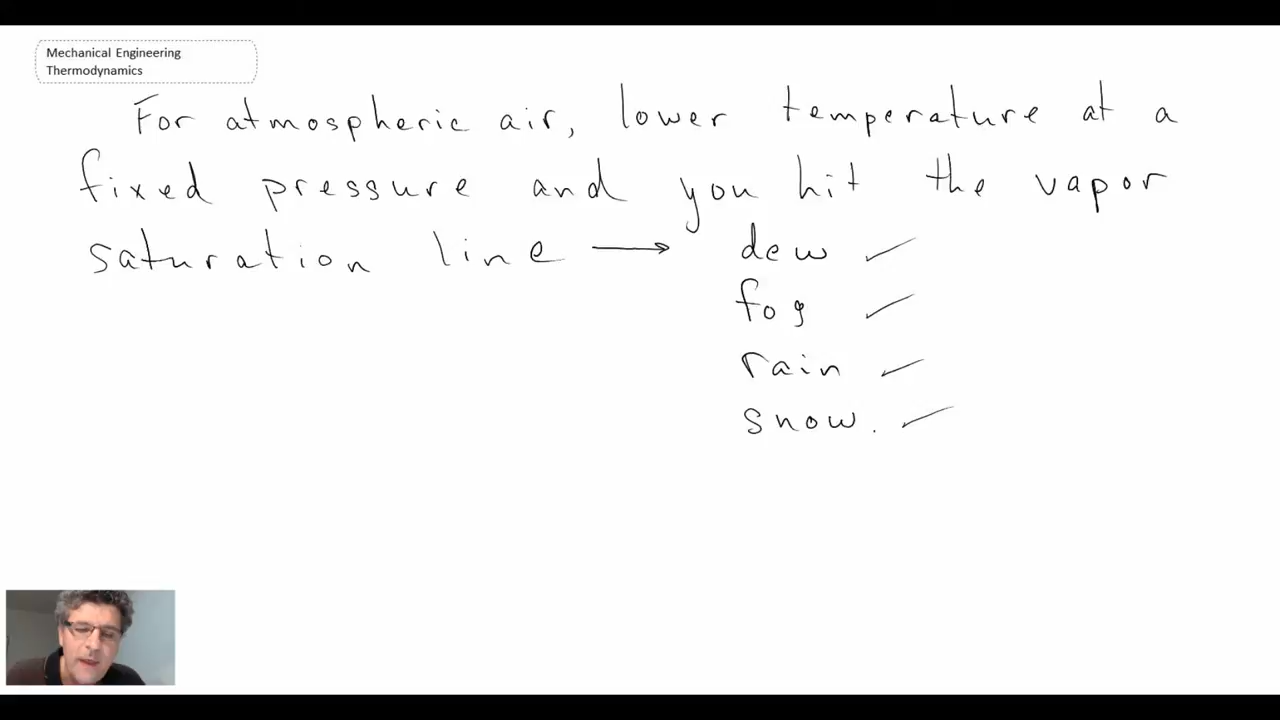 Mechanical Engineering
Thermodynamics
For atmospheric air, lower temperature at a
fixed pressure and you hit the vapor
saturation line → dew ✓
fog ✓
rain ✓
snow. ✓